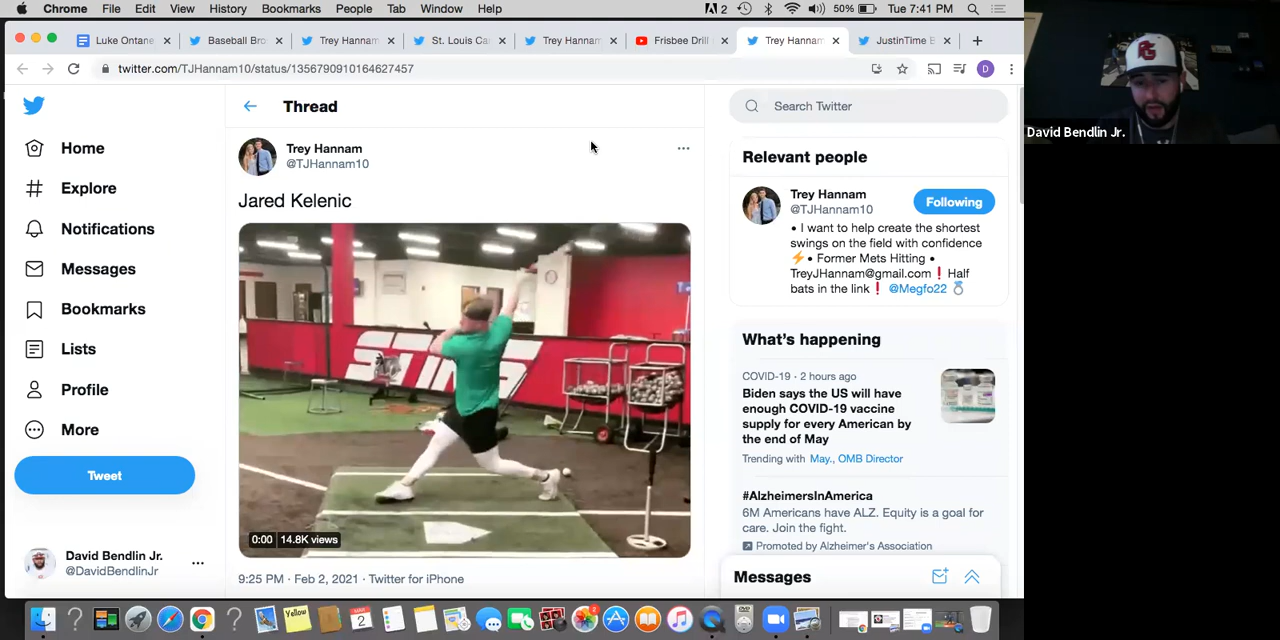 Chrome File Edit View History Bookmarks People Tab Window Help
2 50% Tue 7:41 PM
Luke Ontane
Baseball Bro
Trey Hannam
St. Louis Ca
Trey Hannam
Frisbee Drill
Trey Hannam
JustinTime B
twitter.com/TJHannam10/status/1356790910164627457
D
Home
Explore
Notifications
Messages
Bookmarks
Lists
Profile
More
Tweet
David Bendlin Jr.
@DavidBendlinJr
Thread
Trey Hannam
@TJHannam10
Jared Kelenic
STIKS
0:00 14.8K views
9:25 PM · Feb 2, 2021 · Twitter for iPhone
Search Twitter
Relevant people
Trey Hannam
@TJHannam10
Following
• I want to help create the shortest
swings on the field with confidence
⚡• Former Mets Hitting •
TreyJHannam@gmail.com❗Half
bats in the link❗ @Megfo22 💍
What's happening
COVID-19 · 2 hours ago
Biden says the US will have
enough COVID-19 vaccine
supply for every American by
the end of May
Trending with May., OMB Director
#AlzheimersInAmerica
6M Americans have ALZ. Equity is a goal for
care. Join the fight.
Promoted by Alzheimer's Association
Messages
Yellow
MAR
2
2
PG
David Bendlin Jr.